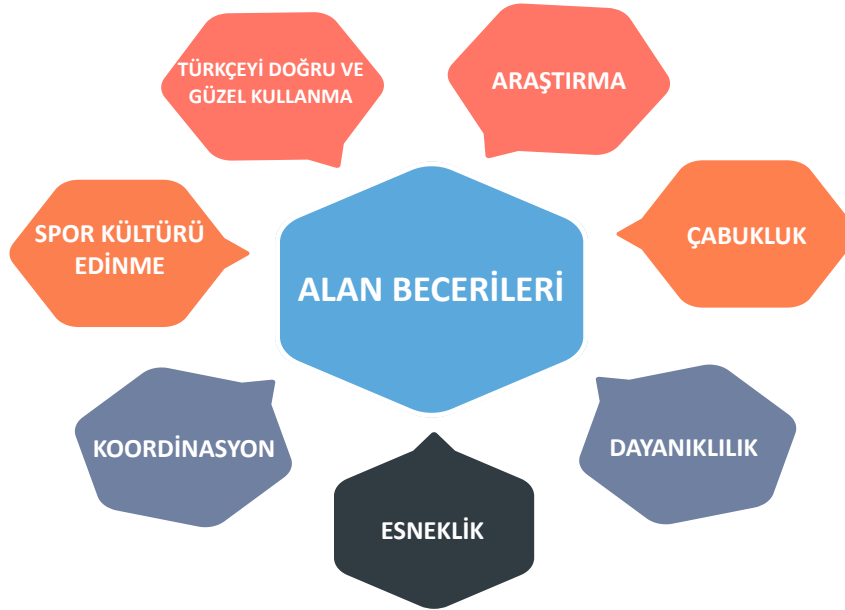 TÜRKÇEYİ DOĞRU VE
GÜZEL KULLANMA
ARAŞTIRMA
SPOR KÜLTÜRÜ
EDİNME
ÇABUKLUK
ALAN BECERİLERİ
KOORDİNASYON
DAYANIKLILIK
ESNEKLİK